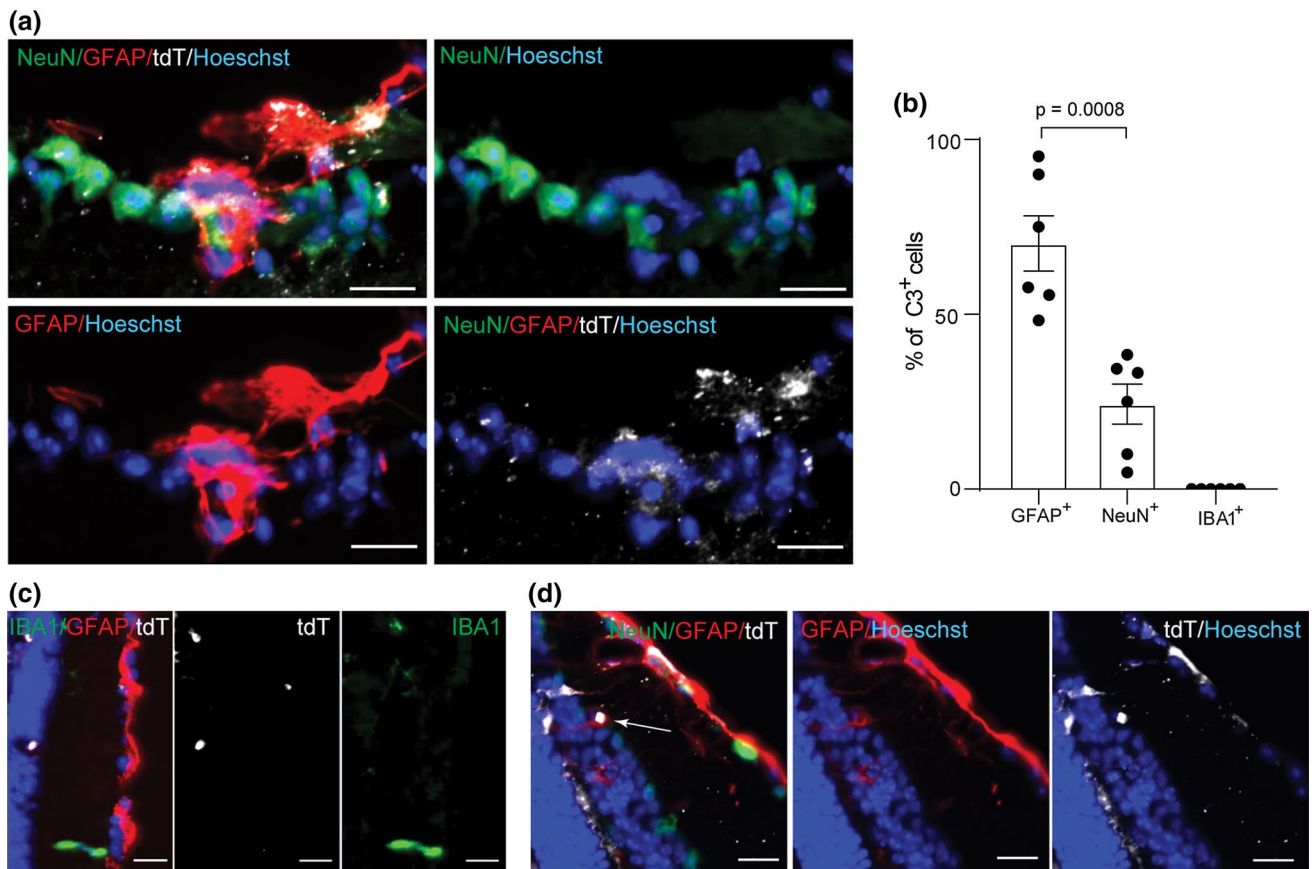 (a)
NeuN/GFAP/tdT/Hoeschst
NeuN/Hoeschst
GFAP/Hoeschst
NeuN/GFAP/tdT/Hoeschst
(b)
p = 0.0008
100
50
0
% of C3+ cells
GFAP+
NeuN+
IBA1+
(c)
IBA1/GFAP/tdT
tdT
IBA1
(d)
NeuN/GFAP/tdT
GFAP/Hoeschst
tdT/Hoeschst